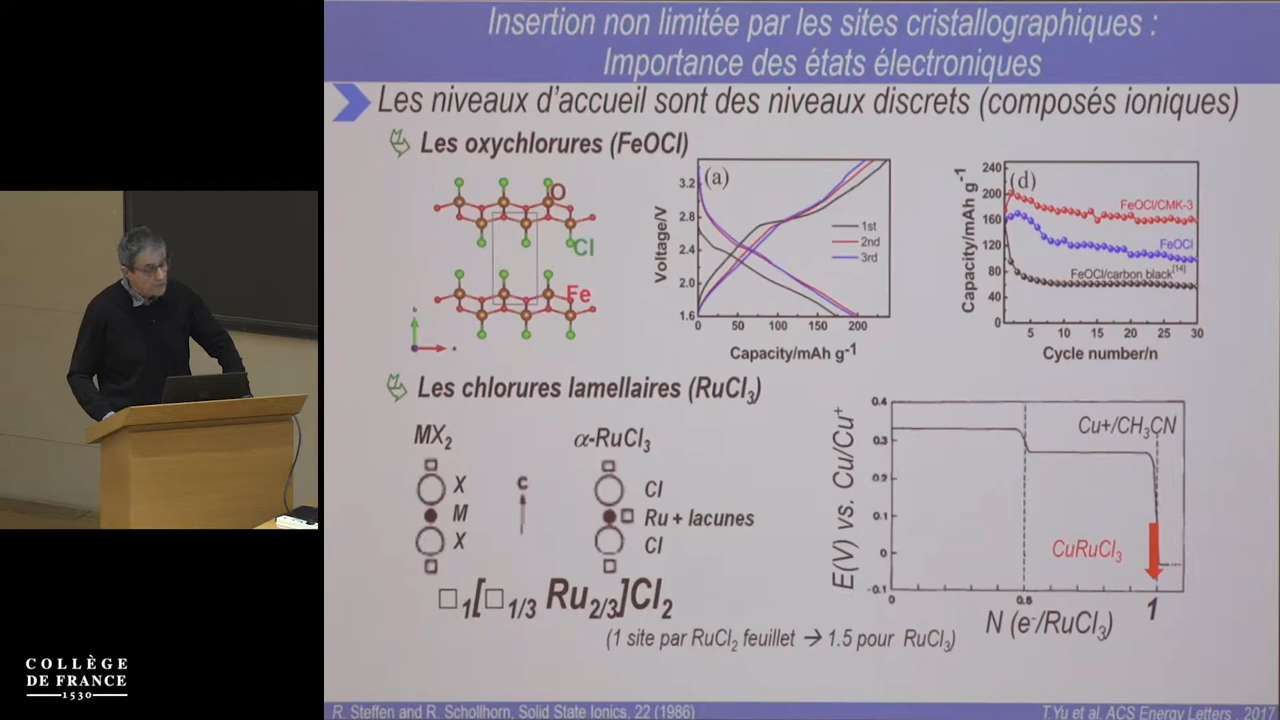 Insertion non limitée par les sites cristallographiques :
Importance des états électroniques
Les niveaux d'accueil sont des niveaux discrets (composés ioniques)
Les oxychlorures (FeOCl)
O
Cl
Fe
b
a
(a)
Voltage/V
3.2
2.8
2.4
2.0
1.6
1st
2nd
3rd
0 50 100 150 200
Capacity/mAh g-1
(d)
Capacity/mAh g-1
240
200
160
120
80
40
0
FeOCl/CMK-3
FeOCl
FeOCl/carbon black[14]
5 10 15 20 25 30
Cycle number/n
Les chlorures lamellaires (RuCl3)
MX2
X
M
X
c
α-RuCl3
Cl
Ru + lacunes
Cl
□1[□1/3 Ru2/3]Cl2
(1 site par RuCl2 feuillet → 1.5 pour RuCl3)
E(V) vs. Cu/Cu+
0.4
0.3
0.2
0.1
0
-0.1
Cu+/CH3CN
CuRuCl3
0 0.5 1
N (e-/RuCl3)
COLLÈGE
DE FRANCE
1530
R. Steffen and R. Schollhorn, Solid State Ionics, 22 (1986)
T.Yu et al, ACS Energy Letters, 2017